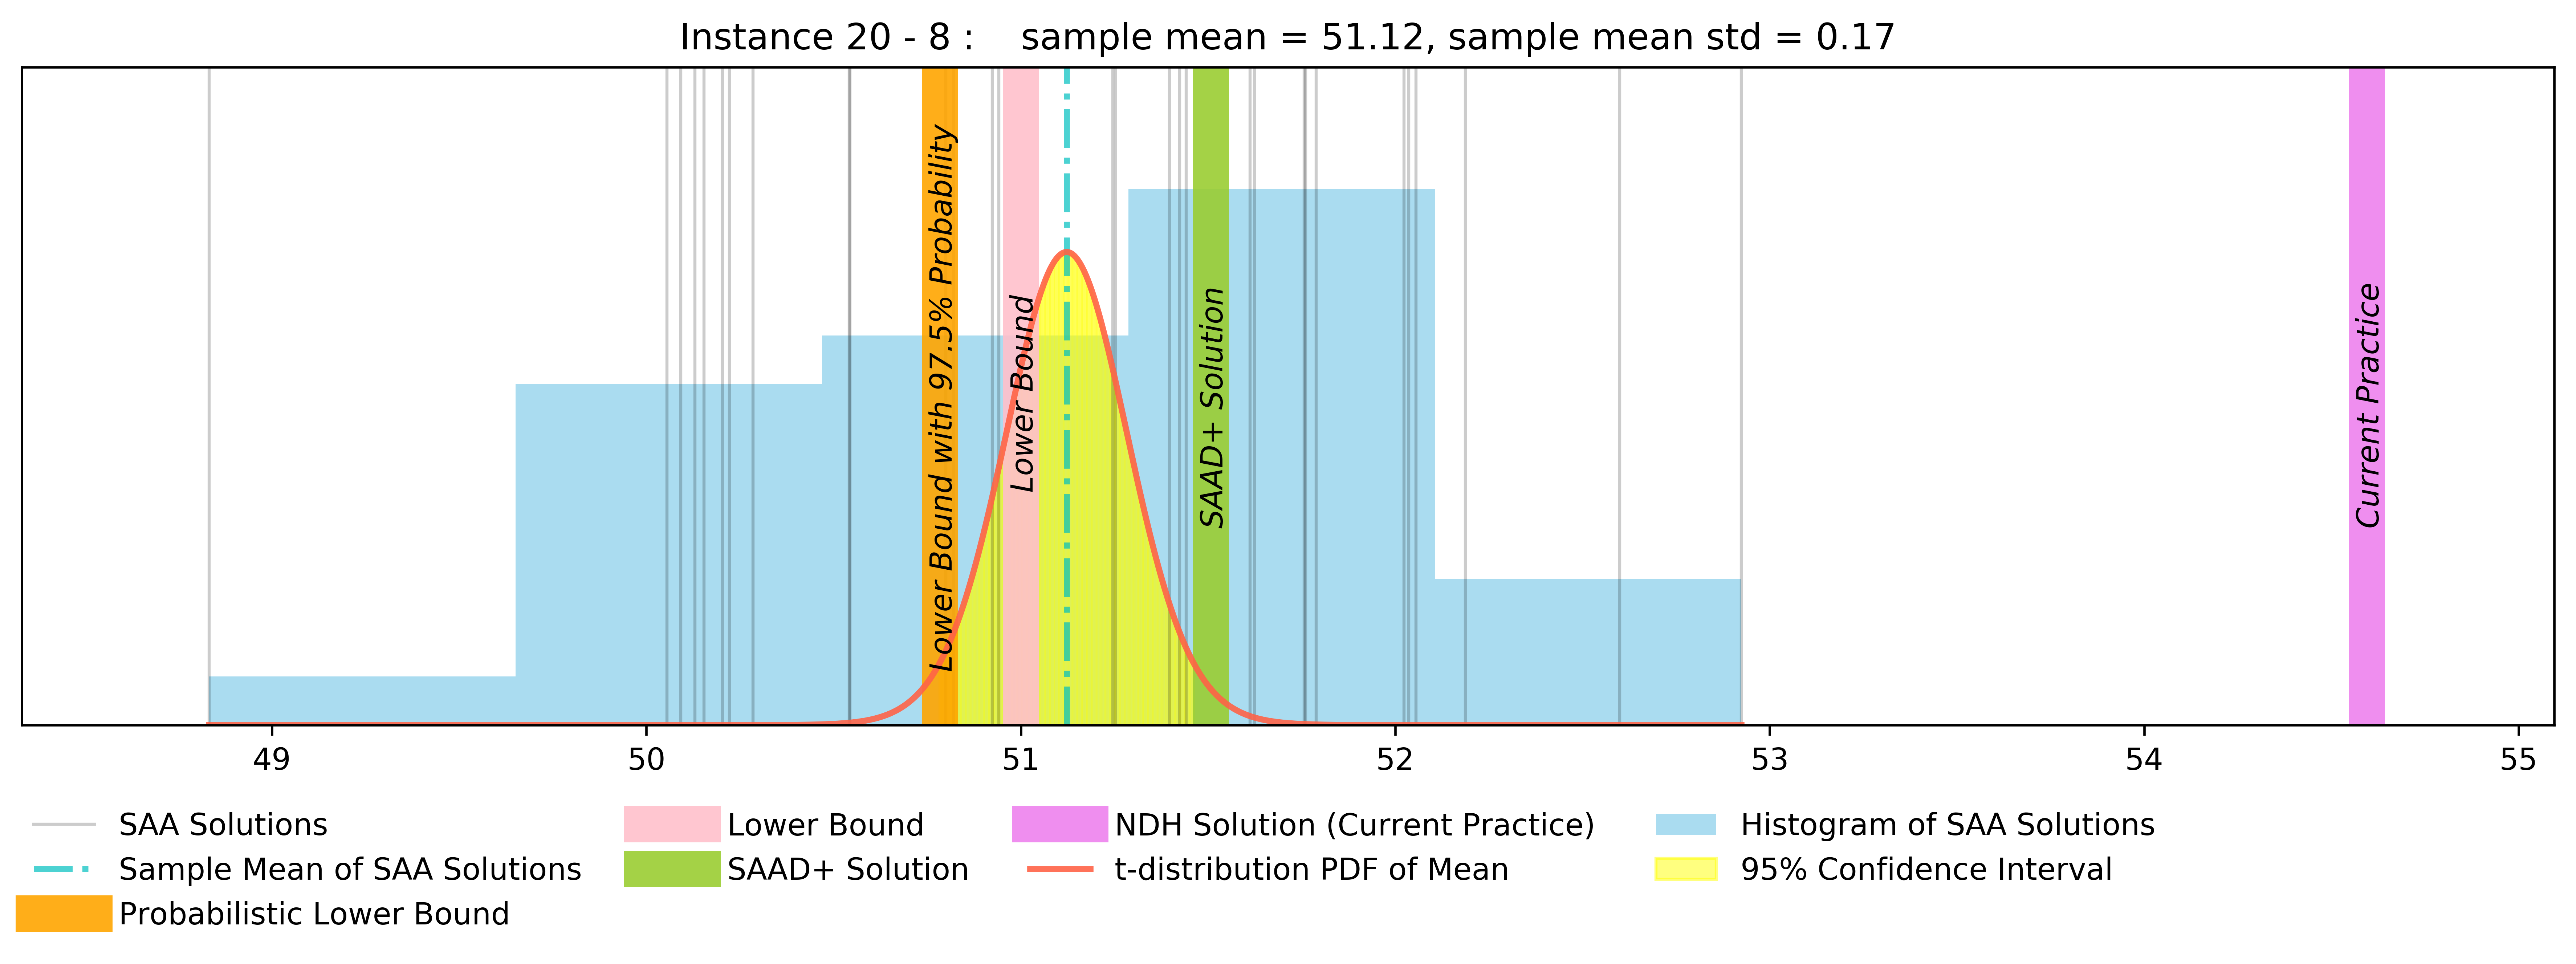 Instance 20 - 8 :    sample mean = 51.12, sample mean std = 0.17
Lower Bound with 97.5% Probability
Lower Bound
SAAD+ Solution
Current Practice
49 50 51 52 53 54 55
SAA Solutions
Sample Mean of SAA Solutions
Probabilistic Lower Bound
Lower Bound
SAAD+ Solution
NDH Solution (Current Practice)
t-distribution PDF of Mean
Histogram of SAA Solutions
95% Confidence Interval